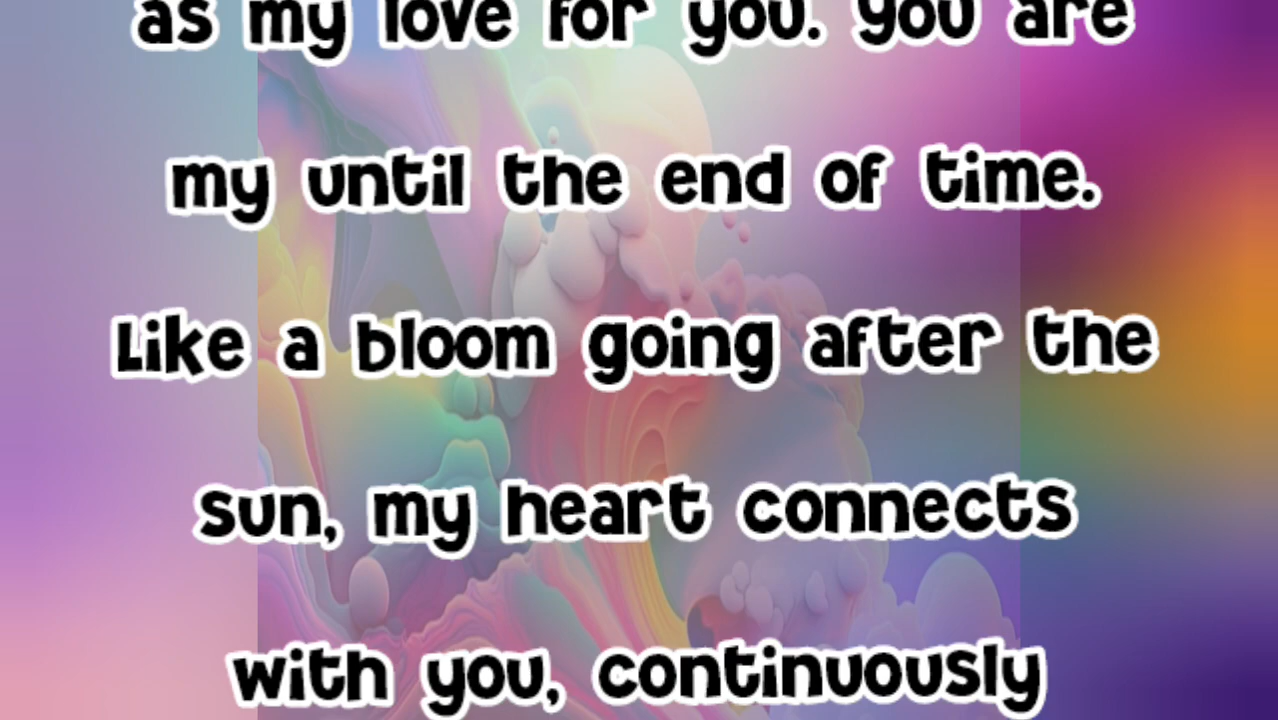 as my love for you. You are
my until the end of time.
Like a bloom going after the
sun, my heart connects
with you, continuously